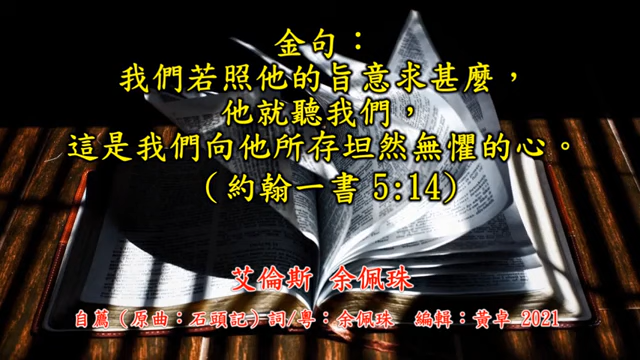 金句：
我們若照他的旨意求甚麼，
他就聽我們，
這是我們向他所存坦然無懼的心。
（約翰一書 5:14)
艾倫斯 余佩珠
自薦（原曲：石頭記）詞/粵：余佩珠 編輯：黃卓 2021